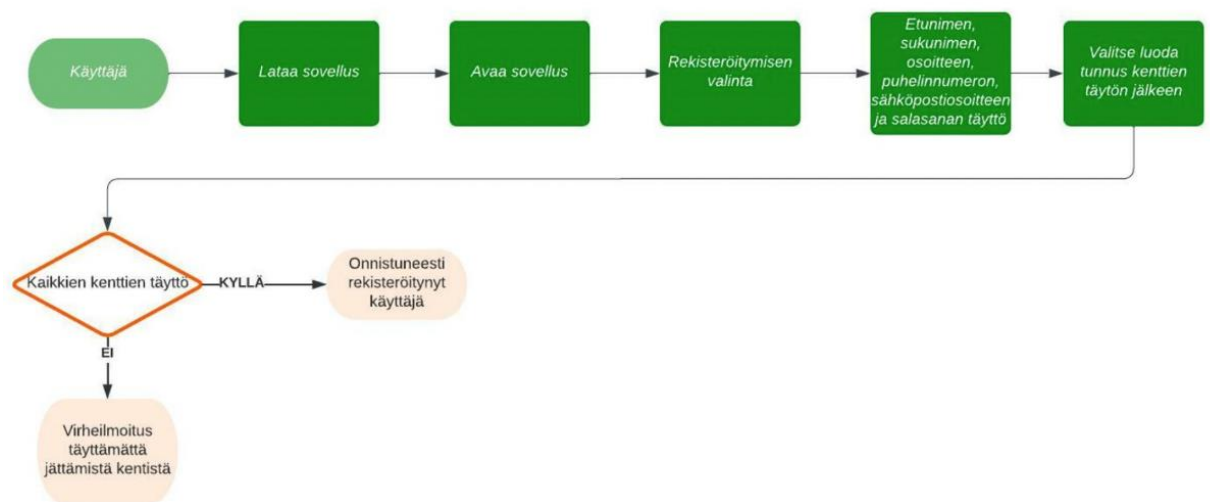 Käyttäjä
Lataa sovellus
Avaa sovellus
Rekisteröitymisen
valinta
Etunimen,
sukunimen,
osoitteen,
puhelinnumeron,
sähköpostiosoitteen
ja salasanan täyttö
Valitse luoda
tunnus kenttien
täytön jälkeen
Kaikkien kenttien täyttö
KYLLÄ
Onnistuneesti
rekisteröitynyt
käyttäjä
EI
Virheilmoitus
täyttämättä
jättämistä kentistä